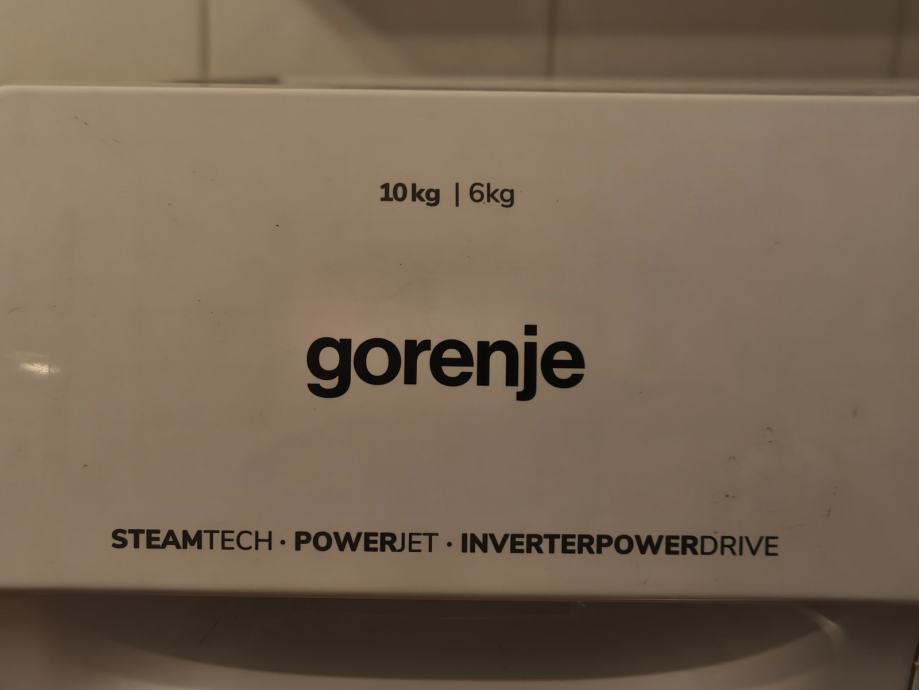 10kg | 6kg
gorenje
STEAMTECH · POWERJET · INVERTERPOWERDRIVE